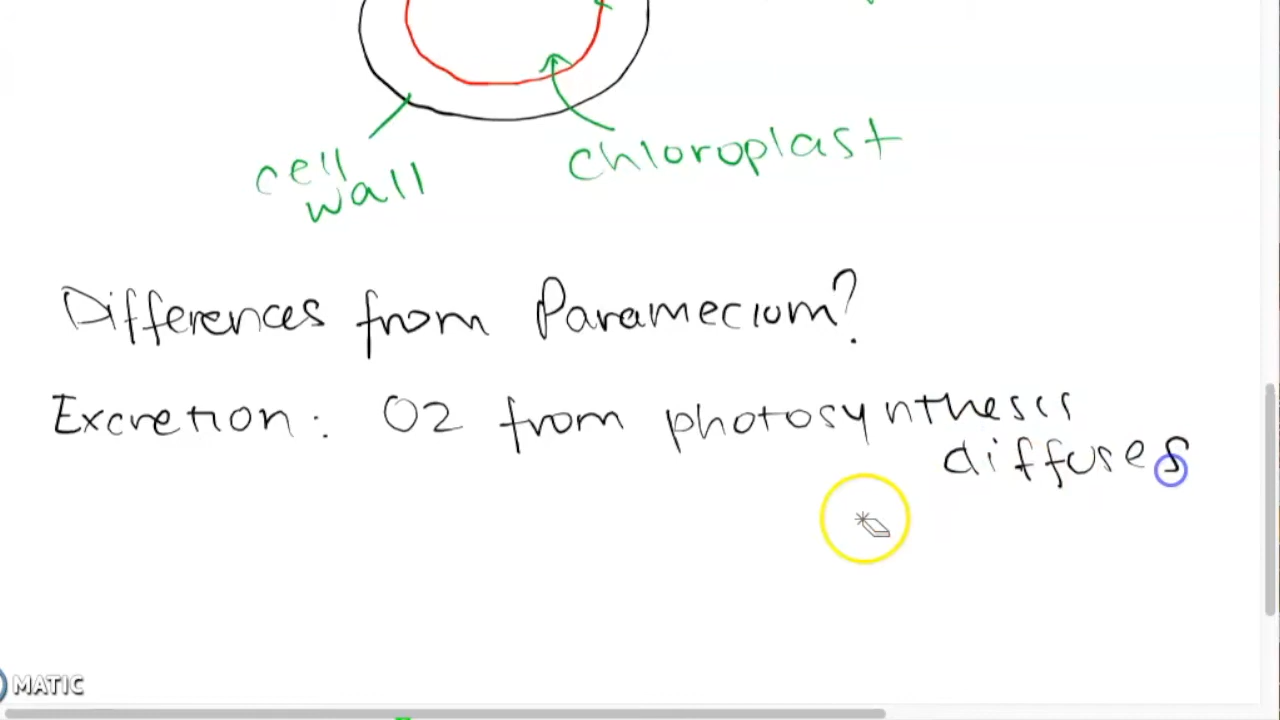 cell
wall
chloroplast
Differences from Paramecium?
Excretion: O2 from photosynthesis
diffuses
MATIC